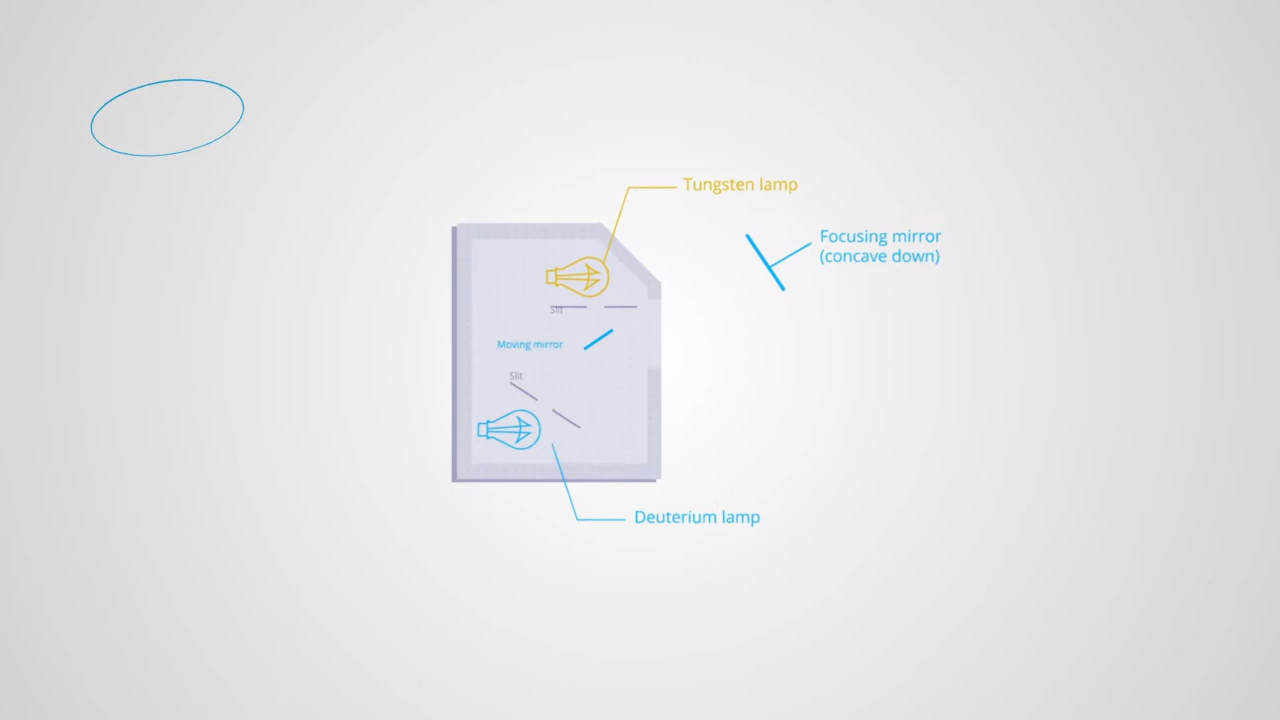 Tungsten lamp
Focusing mirror
(concave down)
Slit
Moving mirror
Slit
Deuterium lamp